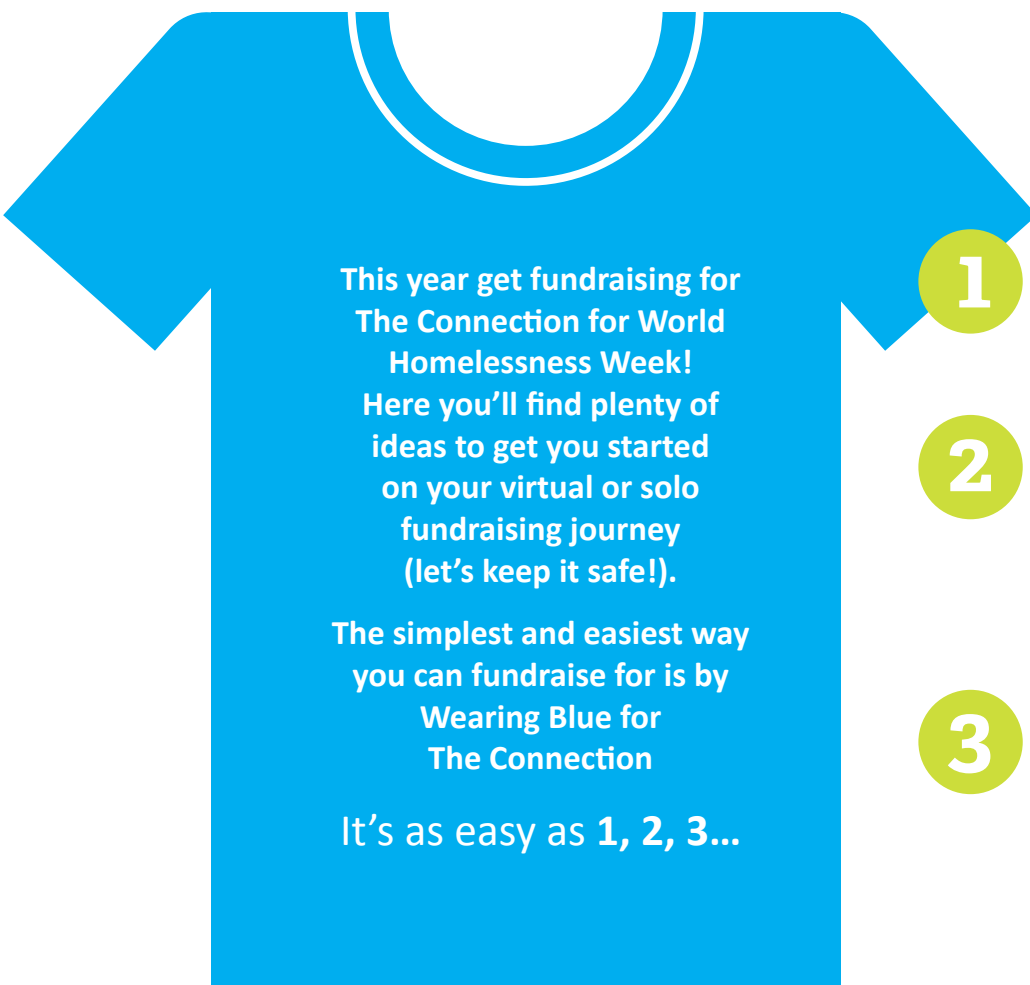 This year get fundraising for
The Connection for World
Homelessness Week!
Here you’ll find plenty of
ideas to get you started
on your virtual or solo
fundraising journey
(let’s keep it safe!).
The simplest and easiest way
you can fundraise for is by
Wearing Blue for
The Connection
It’s as easy as 1, 2, 3…
1
2
3